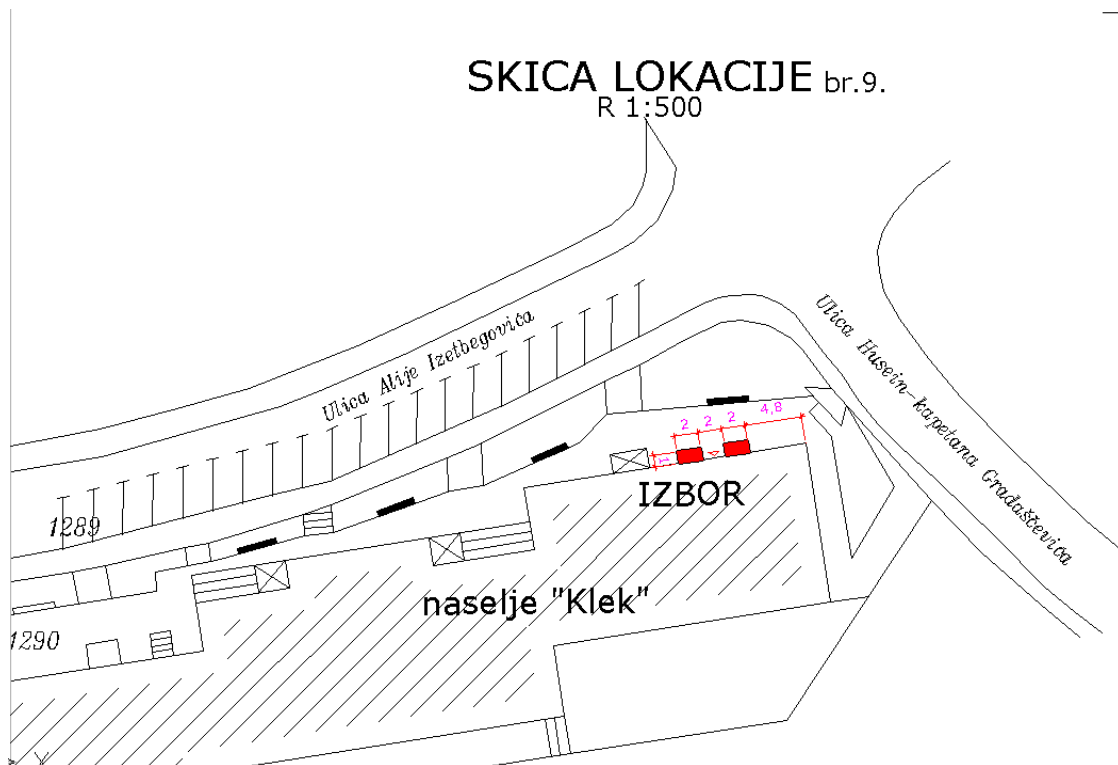 SKICA LOKACIJE br.9.
R 1:500
Ulica Alije Izetbegovića
Ulica Husein-kapetana Gradaščevića
2 2 2 4,8
1
IZBOR
1289
naselje "Klek"
1290
Y